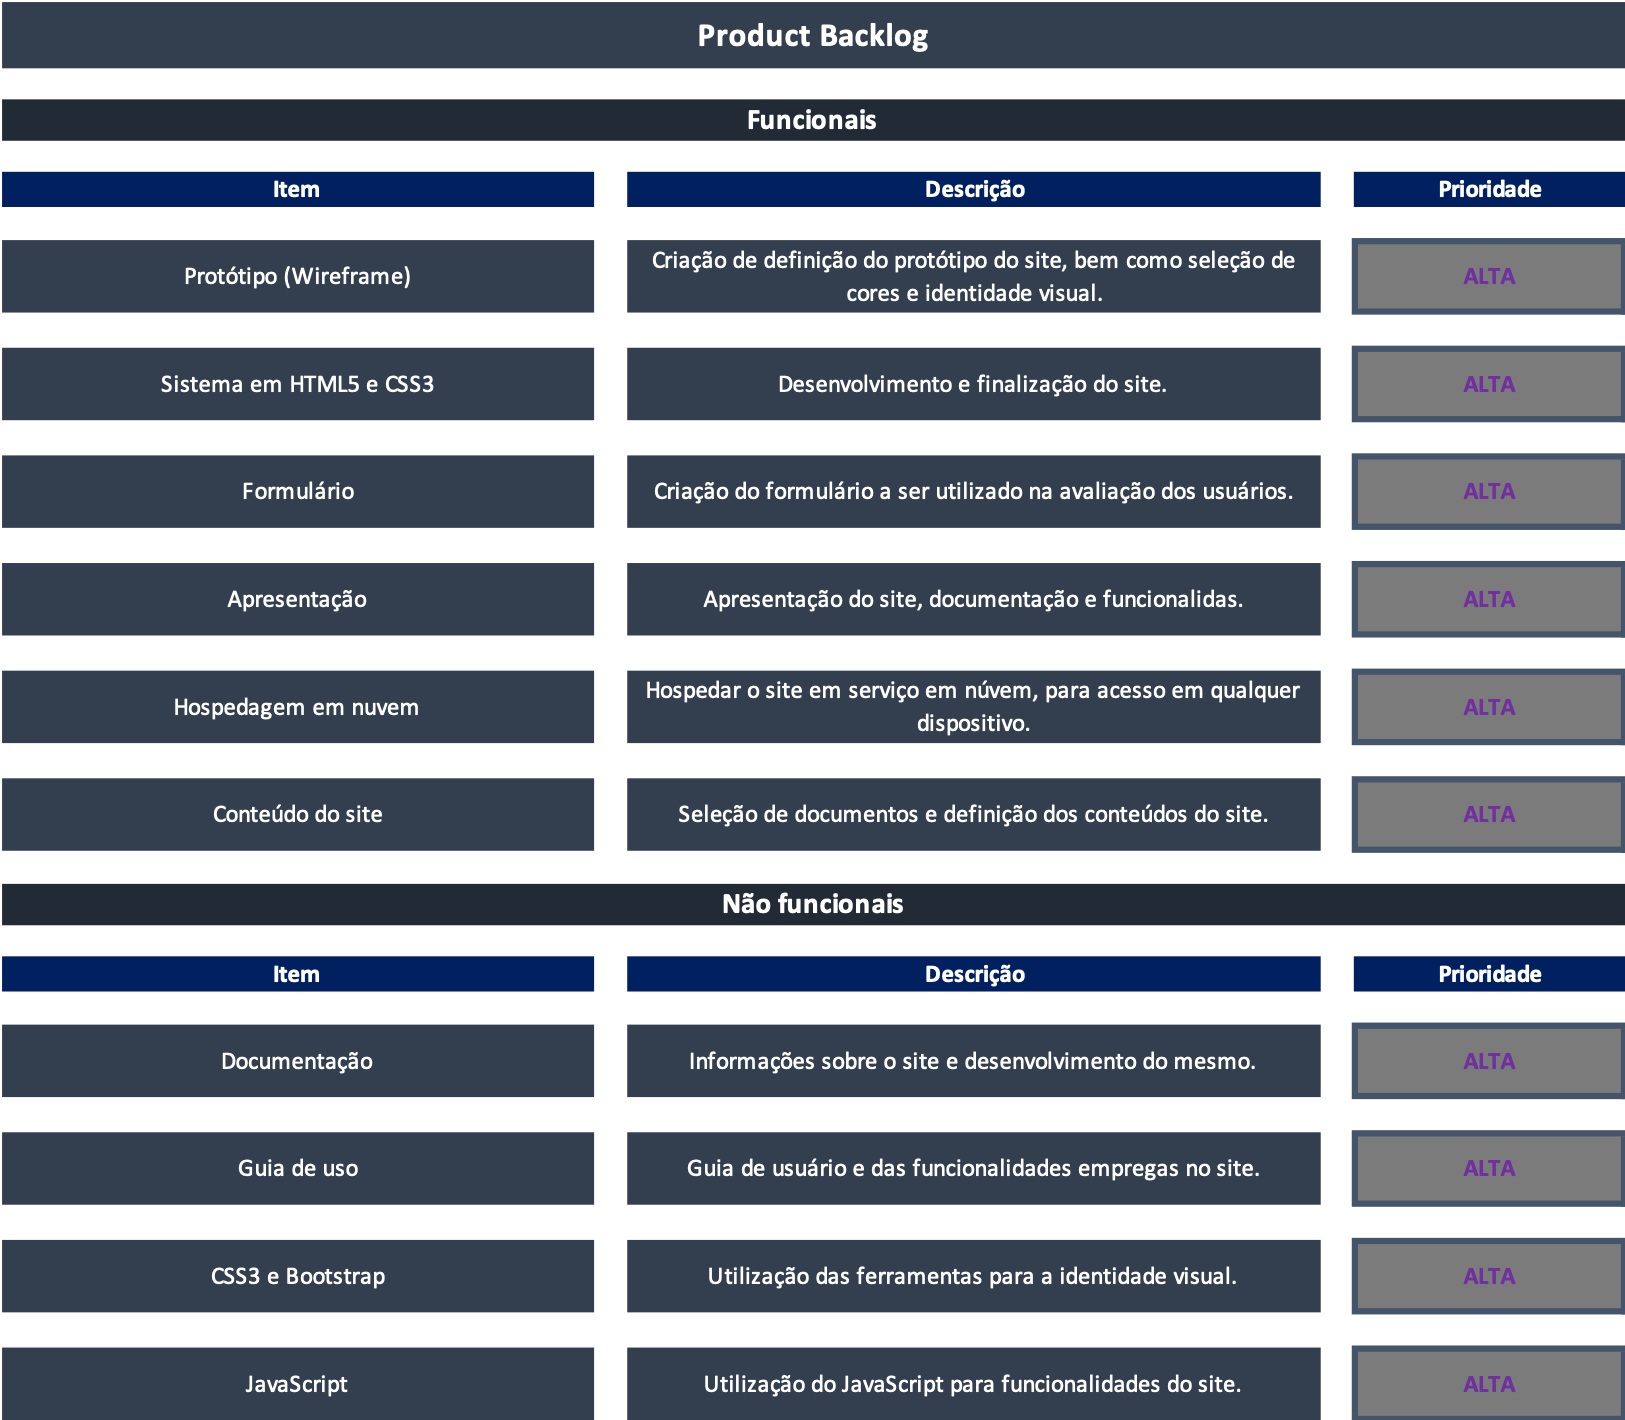 Product Backlog
Funcionais
Item Descrição Prioridade
Protótipo (Wireframe)
Criação de definição do protótipo do site, bem como seleção de
cores e identidade visual.
ALTA
Sistema em HTML5 e CSS3
Desenvolvimento e finalização do site.
ALTA
Formulário
Criação do formulário a ser utilizado na avaliação dos usuários.
ALTA
Apresentação
Apresentação do site, documentação e funcionalidas.
ALTA
Hospedagem em nuvem
Hospedar o site em serviço em núvem, para acesso em qualquer
dispositivo.
ALTA
Conteúdo do site
Seleção de documentos e definição dos conteúdos do site.
ALTA
Não funcionais
Item Descrição Prioridade
Documentação
Informações sobre o site e desenvolvimento do mesmo.
ALTA
Guia de uso
Guia de usuário e das funcionalidades empregas no site.
ALTA
CSS3 e Bootstrap
Utilização das ferramentas para a identidade visual.
ALTA
JavaScript
Utilização do JavaScript para funcionalidades do site.
ALTA